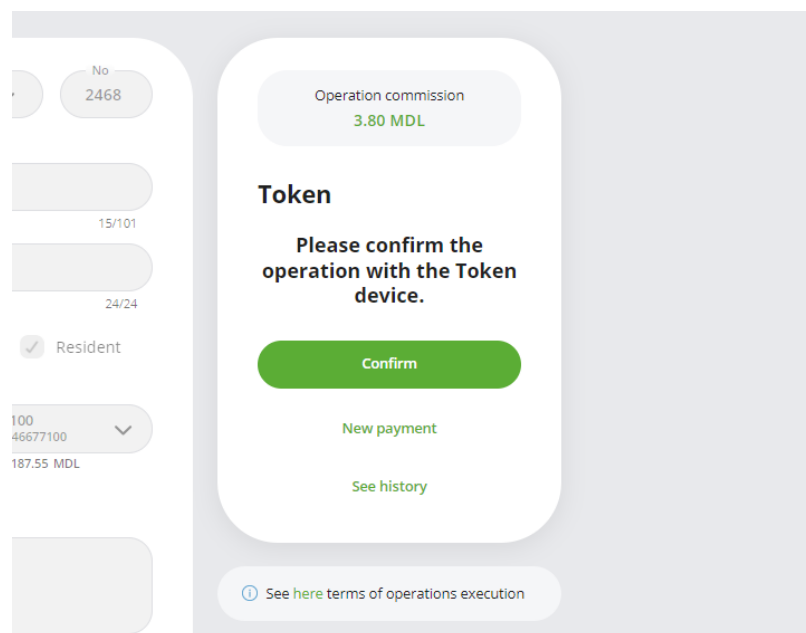 No
2468
15/101
24/24
Resident
100
46677100
187.55 MDL
Operation commission
3.80 MDL
Token
Please confirm the
operation with the Token
device.
Confirm
New payment
See history
See here terms of operations execution